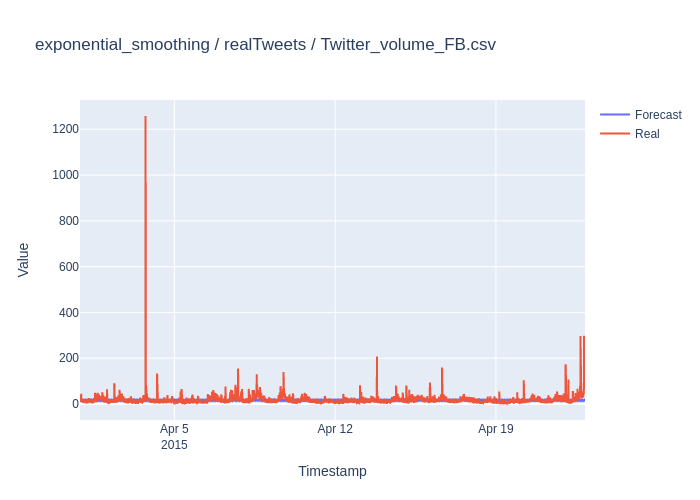 exponential_smoothing / realTweets / Twitter_volume_FB.csv
Forecast
Real
1200
1000
800
600
400
200
0
Value
Apr 5
2015
Apr 12
Apr 19
Timestamp